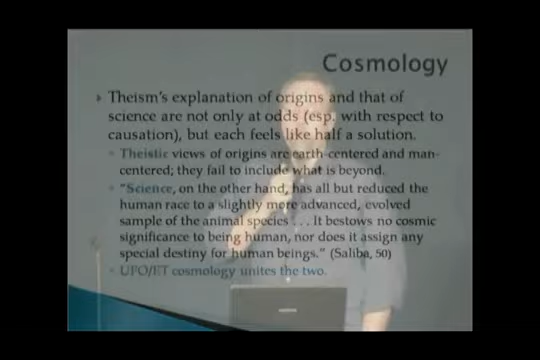 Cosmology
Theism's explanation of origins and that of
science are not only at odds (esp. with respect to
causation), but each feels like half a solution.
Theistic views of origins are earth-centered and man-
centered; they fail to include what is beyond.
"Science, on the other hand, has all but reduced the
human race to a slightly more advanced, evolved
sample of the animal species . . . It bestows no cosmic
significance to being human, nor does it assign any
special destiny for human beings." (Saliba, 50)
UFO/ET cosmology unites the two.